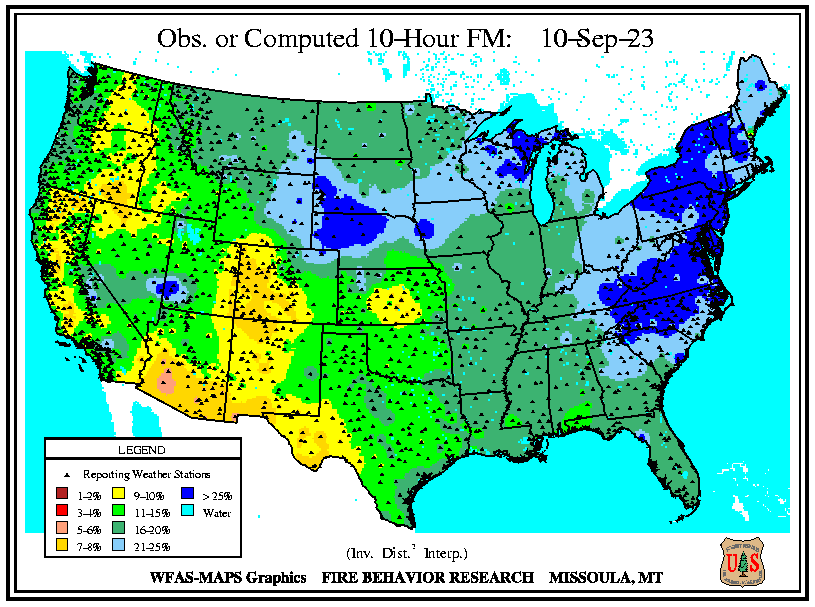 Obs. or Computed 10-Hour FM: 10-Sep-23
LEGEND
Reporting Weather Stations
1-2% 9-10% > 25%
3-4% 11-15% Water
5-6% 16-20%
7-8% 21-25%
(Inv. Dist.² Interp.)
WFAS-MAPS Graphics FIRE BEHAVIOR RESEARCH MISSOULA, MT
U S